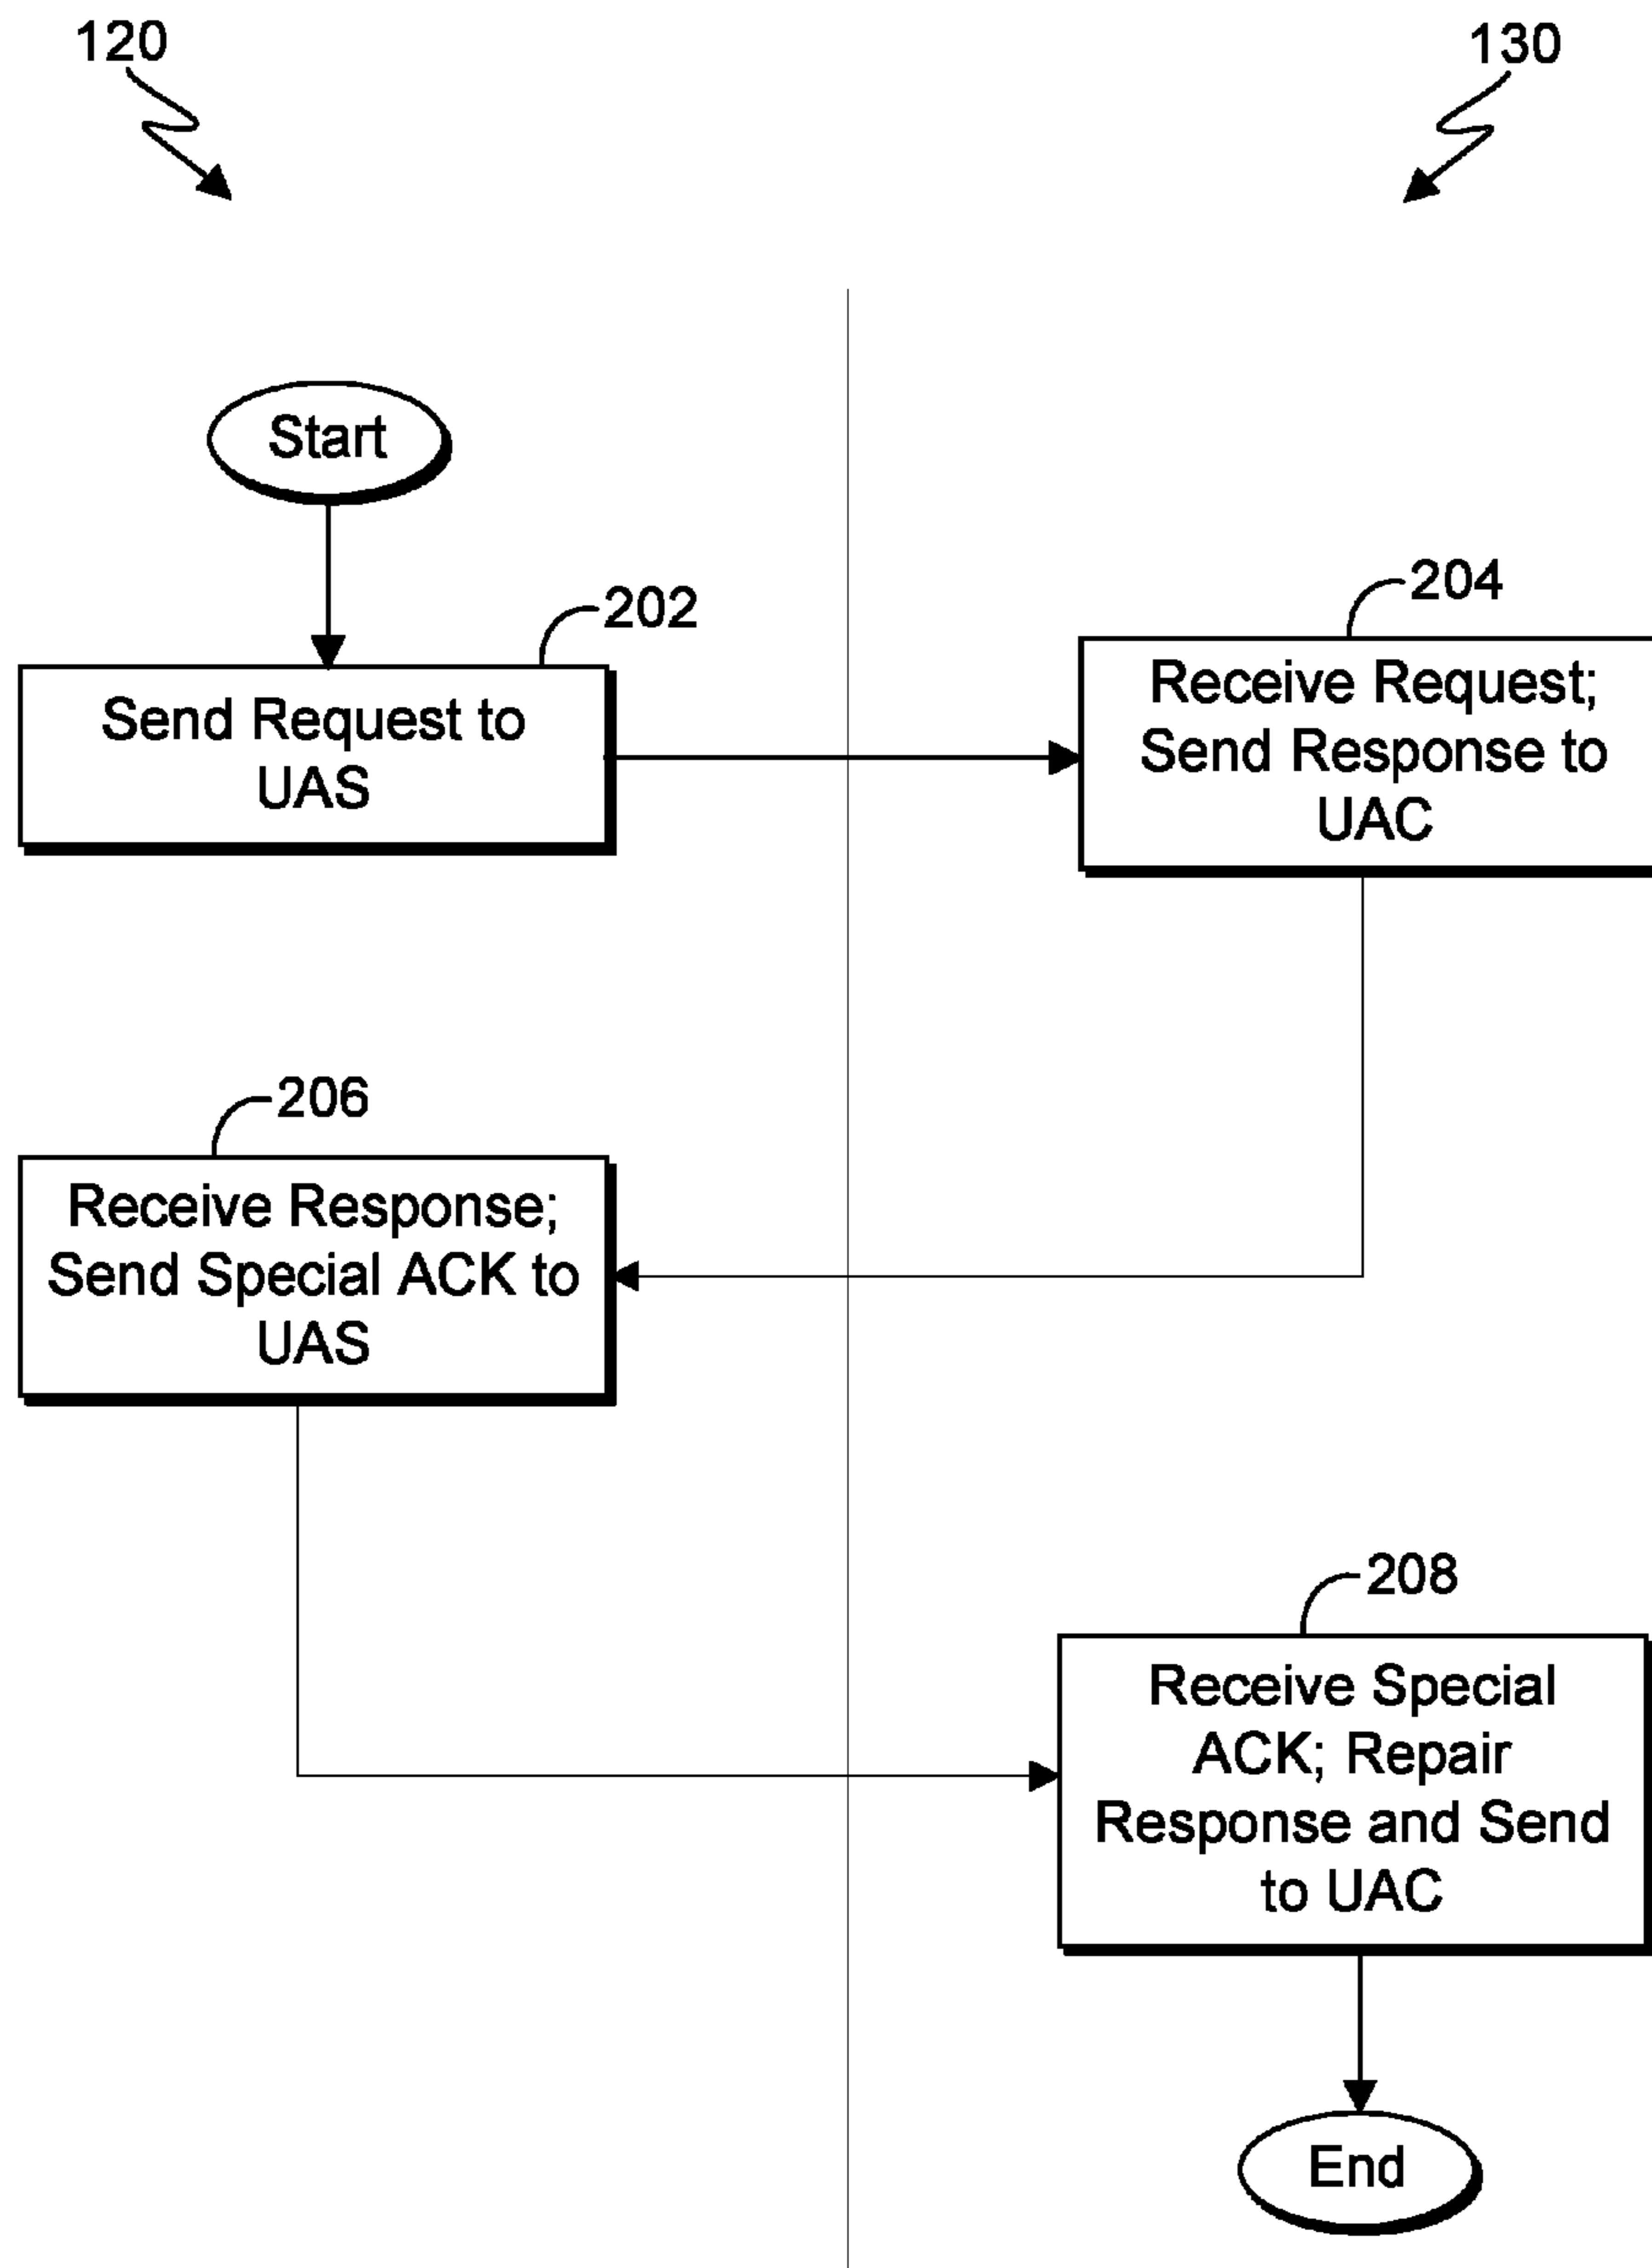 120
130
Start
202
Send Request to
UAS
204
Receive Request;
Send Response to
UAC
206
Receive Response;
Send Special ACK to
UAS
208
Receive Special
ACK; Repair
Response and Send
to UAC
End